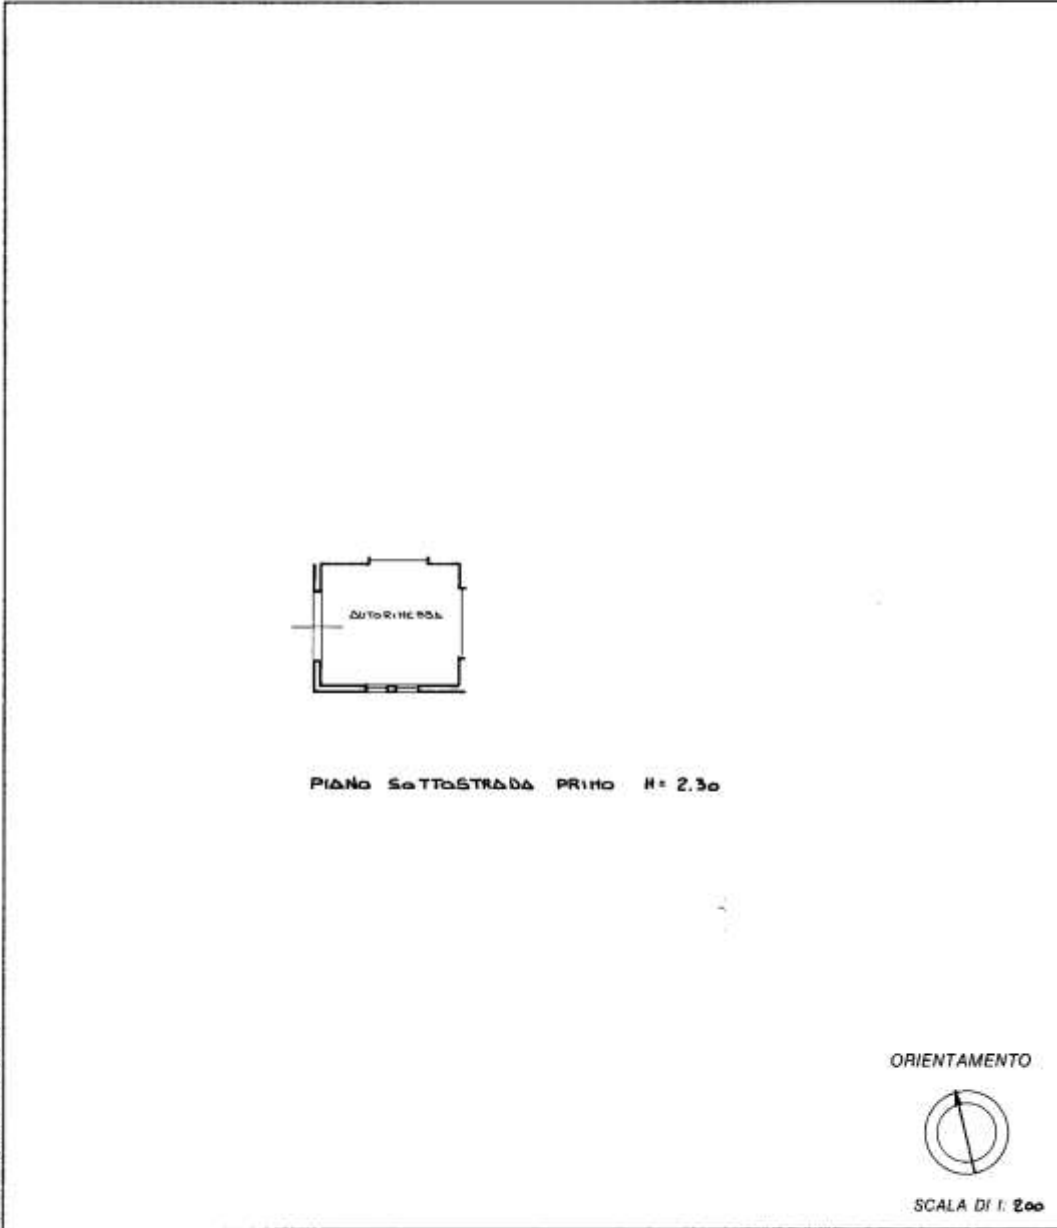 AUTORIMESSA
PIANO SOTTOSTRADA PRIMO H= 2.30
ORIENTAMENTO
SCALA DI 1: 200